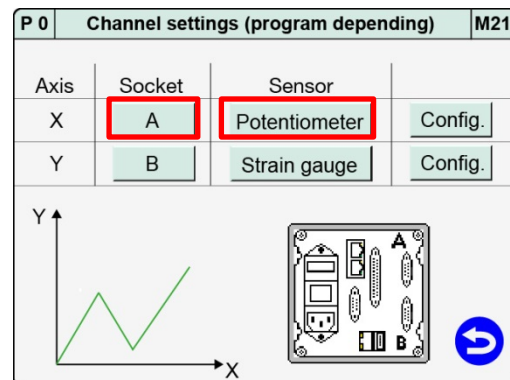 P 0 Channel settings (program depending) M21
Axis Socket Sensor
X A Potentiometer Config.
Y B Strain gauge Config.
Y
A
B
X